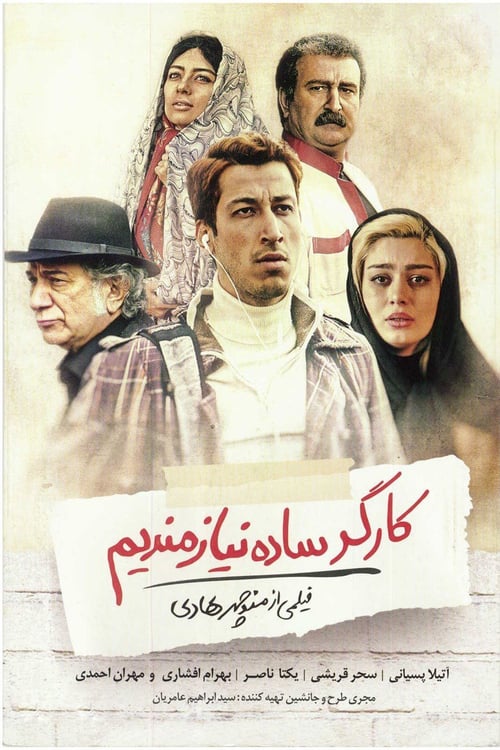 کارگر ساده نیازمندیم
فیلمی از منوچهر هادی
آتیلا پسیانی | سحر قریشی | یکتا ناصر | بهرام افشاری و مهران احمدی
مجری طرح و جانشین تهیه کننده : سید ابراهیم عامریان